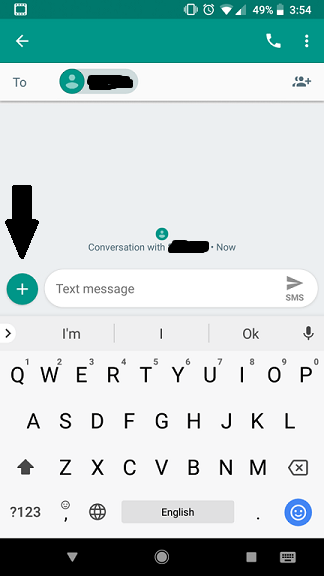 49% 3:54
To
Conversation with • Now
Text message
SMS
I'm I Ok
1 2 3 4 5 6 7 8 9 0
Q W E R T Y U I O P
A S D F G H J K L
Z X C V B N M
?123 , English .